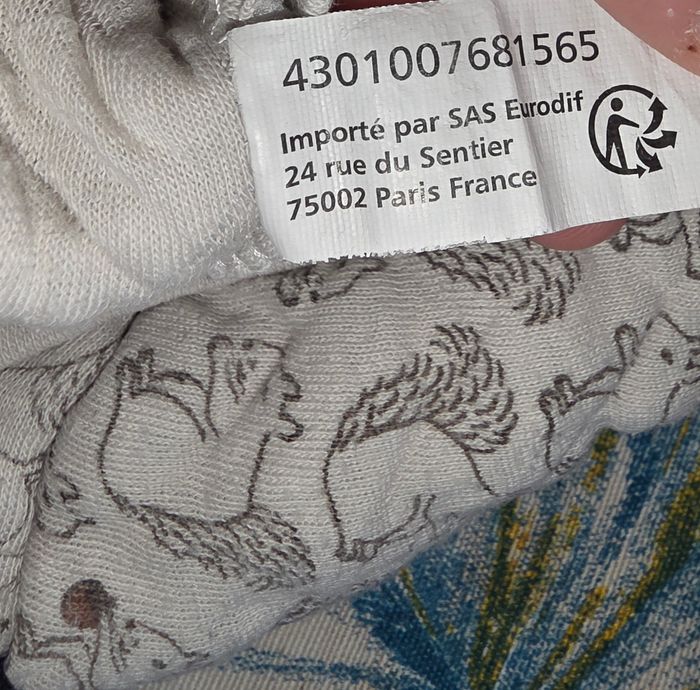 4301007681565
Importé par SAS Eurodif
24 rue du Sentier
75002 Paris France